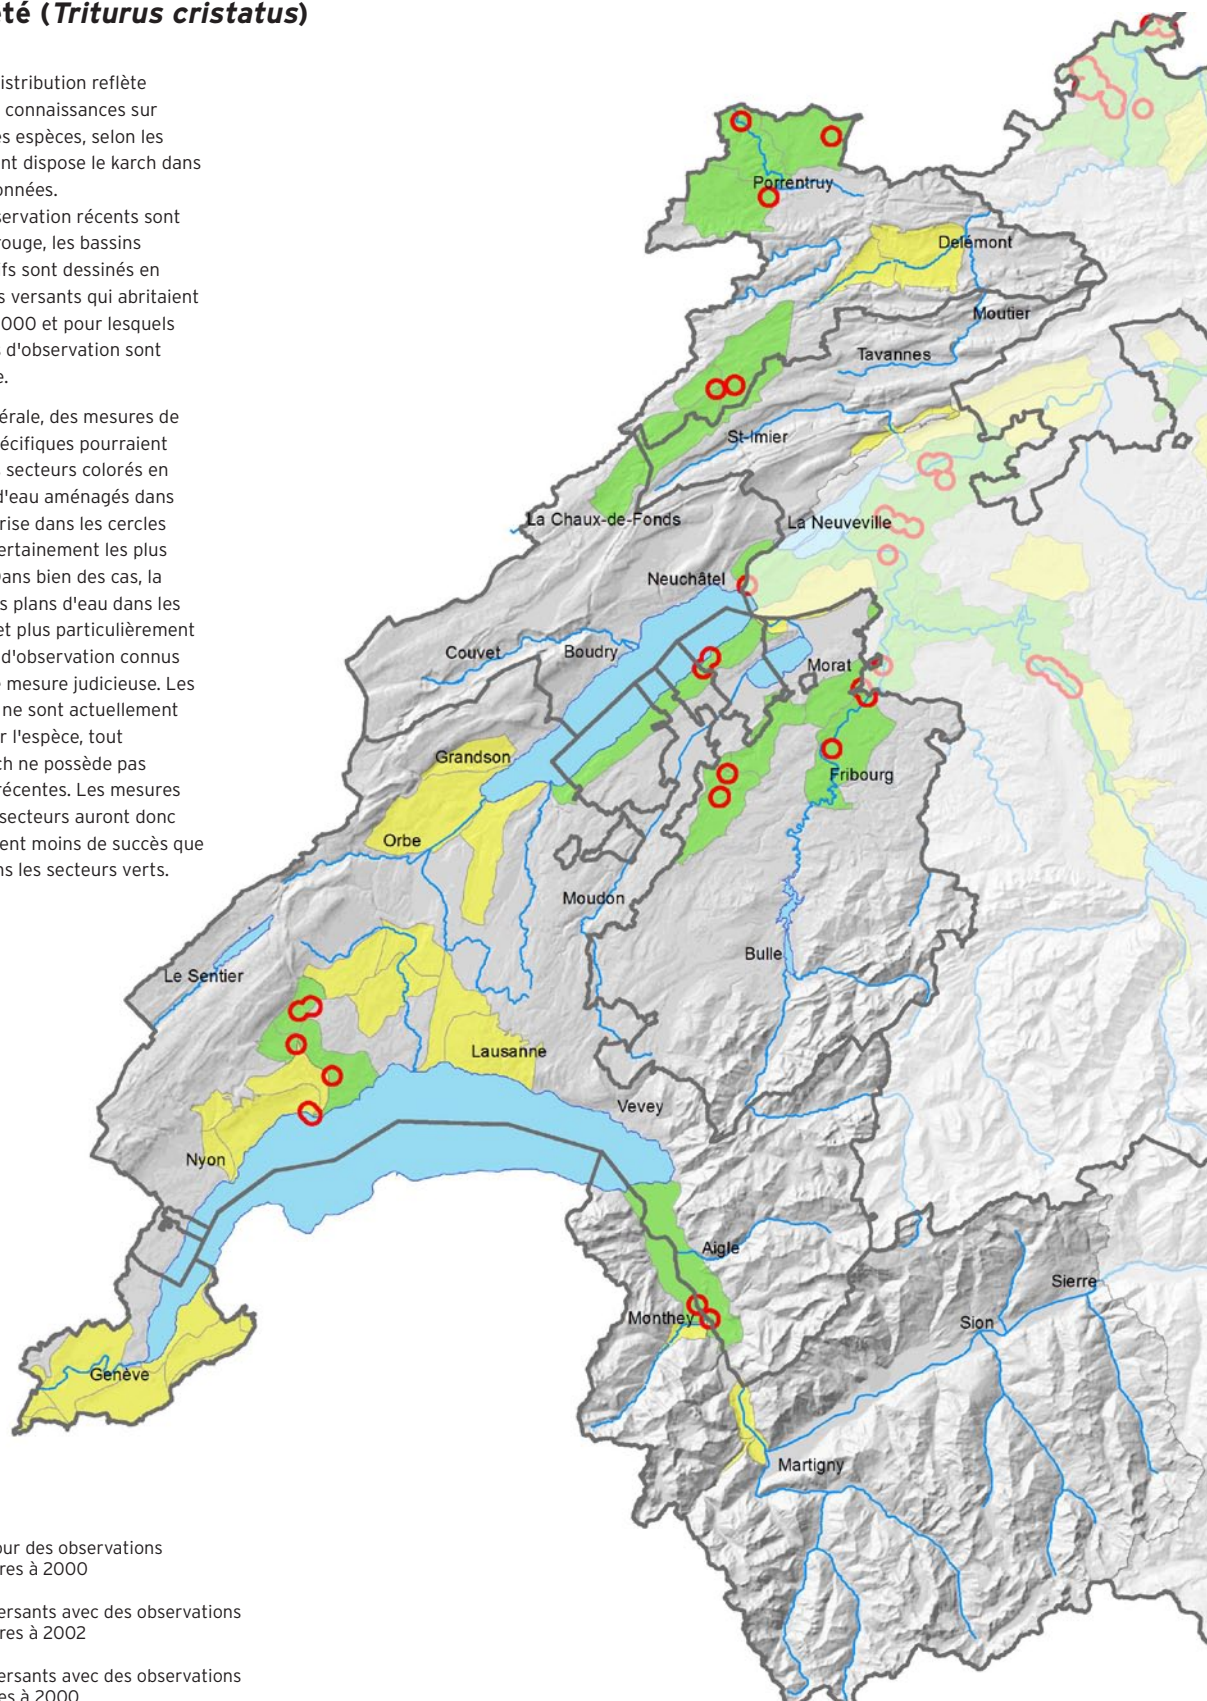 été (Triturus cristatus)
istribution reflète
connaissances sur
es espèces, selon les
nt dispose le karch dans
onnées.
servation récents sont
rouge, les bassins
ifs sont dessinés en
s versants qui abritaient
000 et pour lesquels
s d'observation sont
e.
érale, des mesures de
pécifiques pourraient
s secteurs colorés en
d'eau aménagés dans
rise dans les cercles
ertainement les plus
Dans bien des cas, la
s plans d'eau dans les
et plus particulièrement
d'observation connus
e mesure judicieuse. Les
ne sont actuellement
r l'espèce, tout
ch ne possède pas
récentes. Les mesures
secteurs auront donc
ent moins de succès que
ns les secteurs verts.
Porrentruy
Delémont
Moutier
Tavannes
St-Imier
La Chaux-de-Fonds
La Neuveville
Neuchâtel
Couvet
Boudry
Morat
Grandson
Fribourg
Orbe
Moudon
Bulle
Le Sentier
Lausanne
Vevey
Nyon
Aigle
Sierre
Monthey
Sion
Genève
Martigny
our des observations
res à 2000
ersants avec des observations
res à 2002
ersants avec des observations
es à 2000